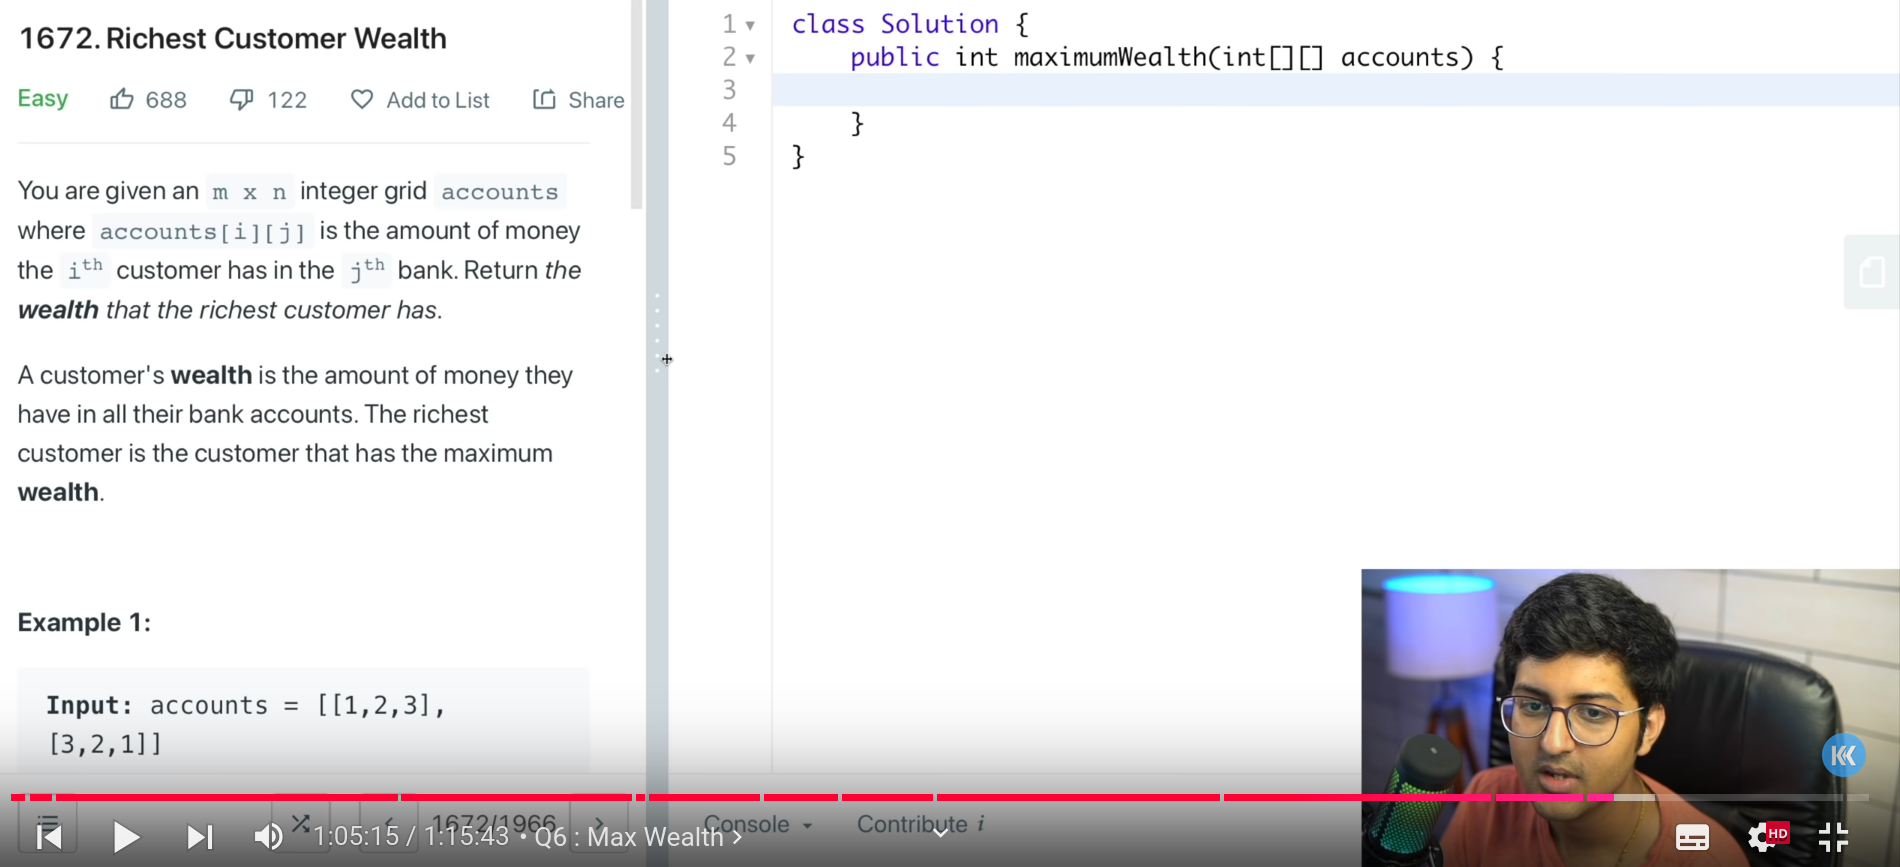 1672. Richest Customer Wealth
Easy 688 122 Add to List Share
You are given an m x n integer grid accounts
where accounts[i][j] is the amount of money
the iᵗʰ customer has in the jᵗʰ bank. Return the
wealth that the richest customer has.
A customer's wealth is the amount of money they
have in all their bank accounts. The richest
customer is the customer that has the maximum
wealth.
Example 1:
Input: accounts = [[1,2,3],
[3,2,1]]
1 class Solution {
2 public int maximumWealth(int[][] accounts) {
3
4 }
5 }
1672/1966
Console
Contribute i
1:05:15 / 1:15:43 • Q6 : Max Wealth
HD